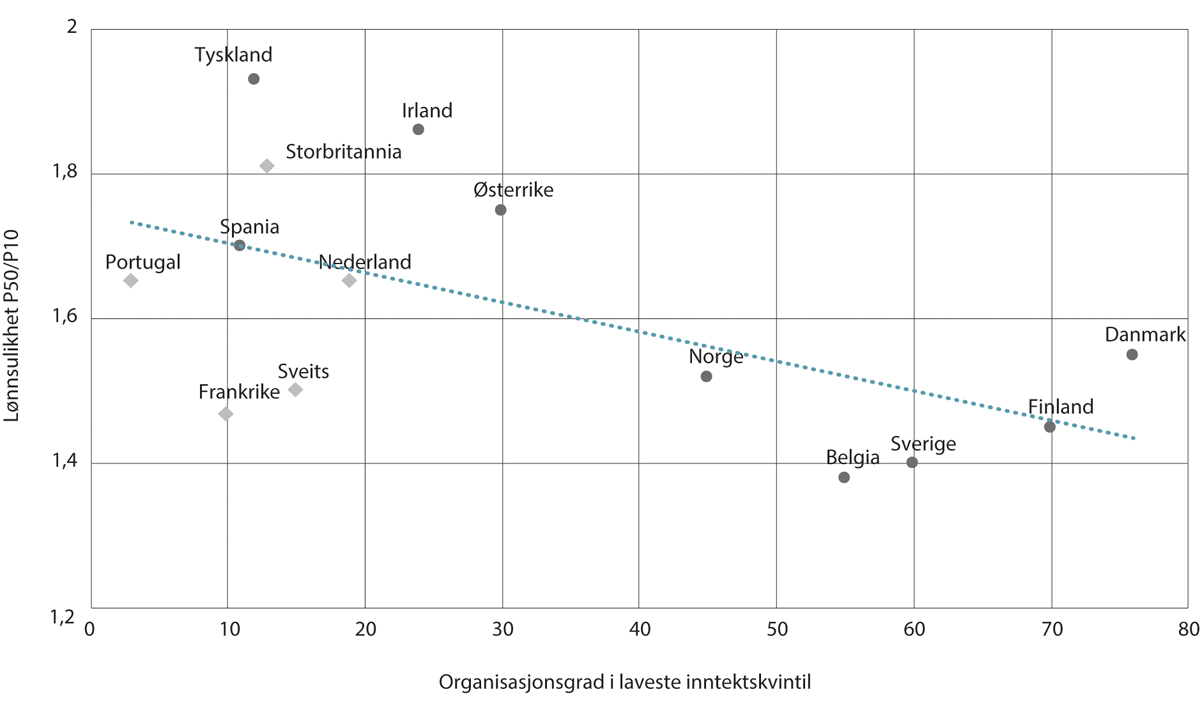 2
Tyskland
Irland
Storbritannia
1,8
Østerrike
Spania
Portugal
Nederland
Lønnsulikhet P50/P10
1,6
Danmark
Norge
Sveits
Frankrike
Finland
Sverige
Belgia
1,4
1,2
0 10 20 30 40 50 60 70 80
Organisasjonsgrad i laveste inntektskvintil